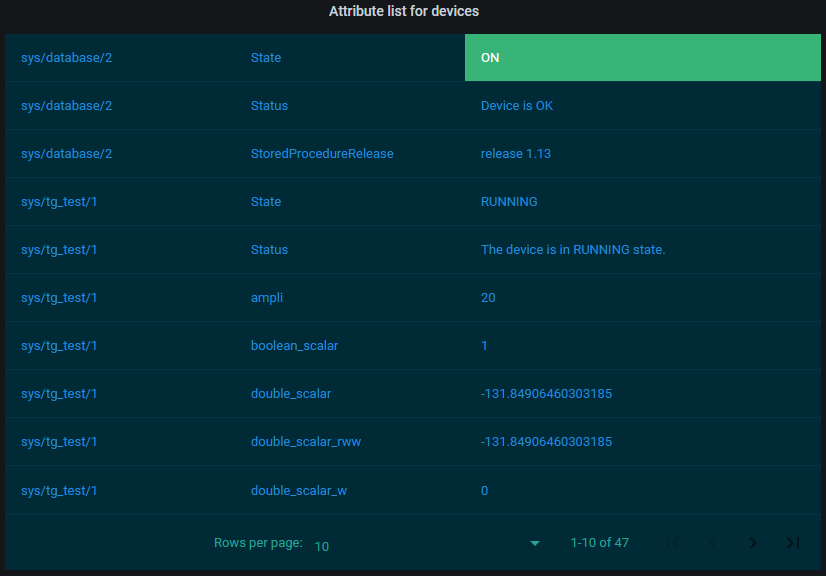 Attribute list for devices
sys/database/2 State ON
sys/database/2 Status Device is OK
sys/database/2 StoredProcedureRelease release 1.13
sys/tg_test/1 State RUNNING
sys/tg_test/1 Status The device is in RUNNING state.
sys/tg_test/1 ampli 20
sys/tg_test/1 boolean_scalar 1
sys/tg_test/1 double_scalar -131.84906460303185
sys/tg_test/1 double_scalar_rww -131.84906460303185
sys/tg_test/1 double_scalar_w 0
Rows per page: 10 1-10 of 47